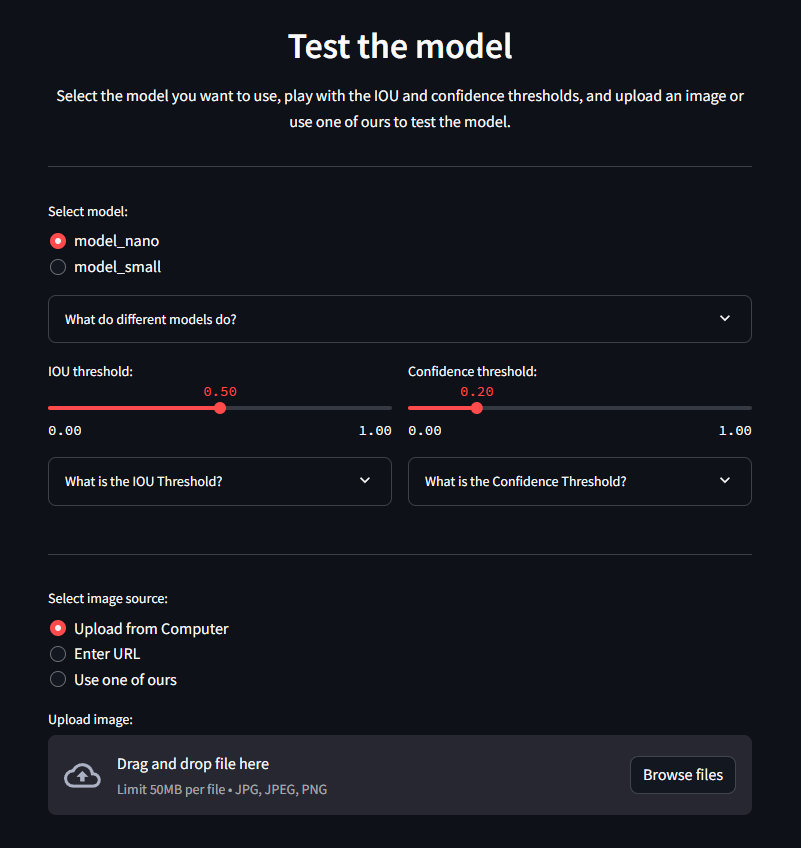 Test the model
Select the model you want to use, play with the IOU and confidence thresholds, and upload an image or
use one of ours to test the model.
Select model:
model_nano
model_small
What do different models do?
IOU threshold:
0.50
0.00 1.00
What is the IOU Threshold?
Confidence threshold:
0.20
0.00 1.00
What is the Confidence Threshold?
Select image source:
Upload from Computer
Enter URL
Use one of ours
Upload image:
Drag and drop file here
Limit 50MB per file • JPG, JPEG, PNG
Browse files